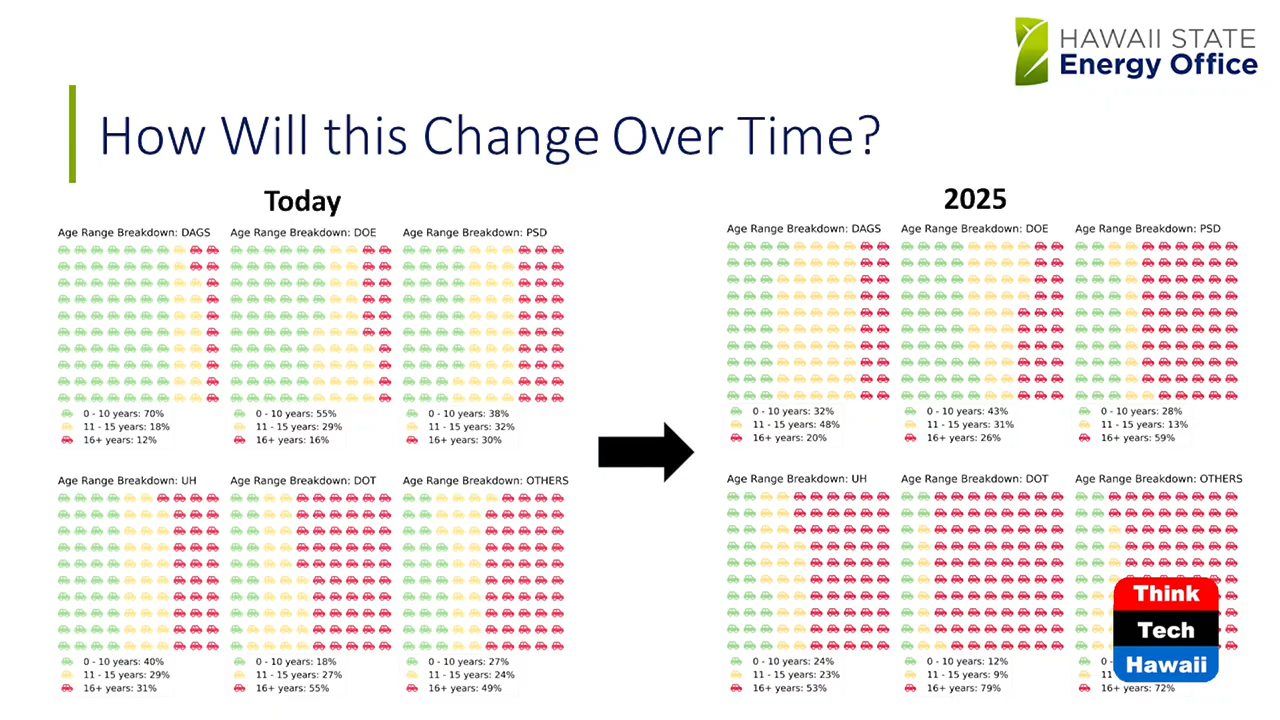 HAWAII STATE
Energy Office
How Will this Change Over Time?
Today
Age Range Breakdown: DAGS
0 - 10 years: 70%
11 - 15 years: 18%
16+ years: 12%
Age Range Breakdown: DOE
0 - 10 years: 55%
11 - 15 years: 29%
16+ years: 16%
Age Range Breakdown: PSD
0 - 10 years: 38%
11 - 15 years: 32%
16+ years: 30%
Age Range Breakdown: UH
0 - 10 years: 40%
11 - 15 years: 29%
16+ years: 31%
Age Range Breakdown: DOT
0 - 10 years: 18%
11 - 15 years: 27%
16+ years: 55%
Age Range Breakdown: OTHERS
0 - 10 years: 27%
11 - 15 years: 24%
16+ years: 49%
2025
Age Range Breakdown: DAGS
0 - 10 years: 32%
11 - 15 years: 48%
16+ years: 20%
Age Range Breakdown: DOE
0 - 10 years: 43%
11 - 15 years: 31%
16+ years: 26%
Age Range Breakdown: PSD
0 - 10 years: 28%
11 - 15 years: 13%
16+ years: 59%
Age Range Breakdown: UH
0 - 10 years: 24%
11 - 15 years: 23%
16+ years: 53%
Age Range Breakdown: DOT
0 - 10 years: 12%
11 - 15 years: 9%
16+ years: 79%
Age Range Breakdown: OTHERS
0 -
11
16+ years: 72%
Think
Tech
Hawaii